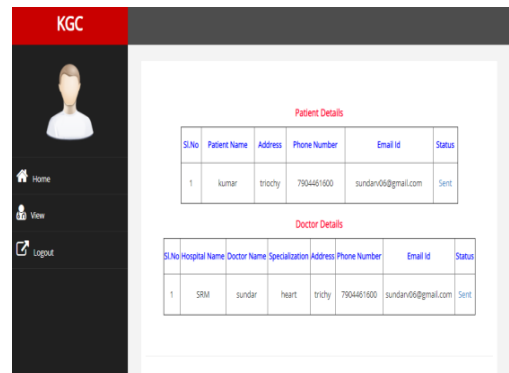 KGC
Home
View
Logout
Patient Details
Sl.No Patient Name Address Phone Number Email Id Status
1 kumar triochy 7904461600 sundarv06@gmail.com Sent
Doctor Details
Sl.No Hospital Name Doctor Name Specialization Address Phone Number Email Id Status
1 SRM sundar heart trichy 7904461600 sundarv06@gmail.com Sent